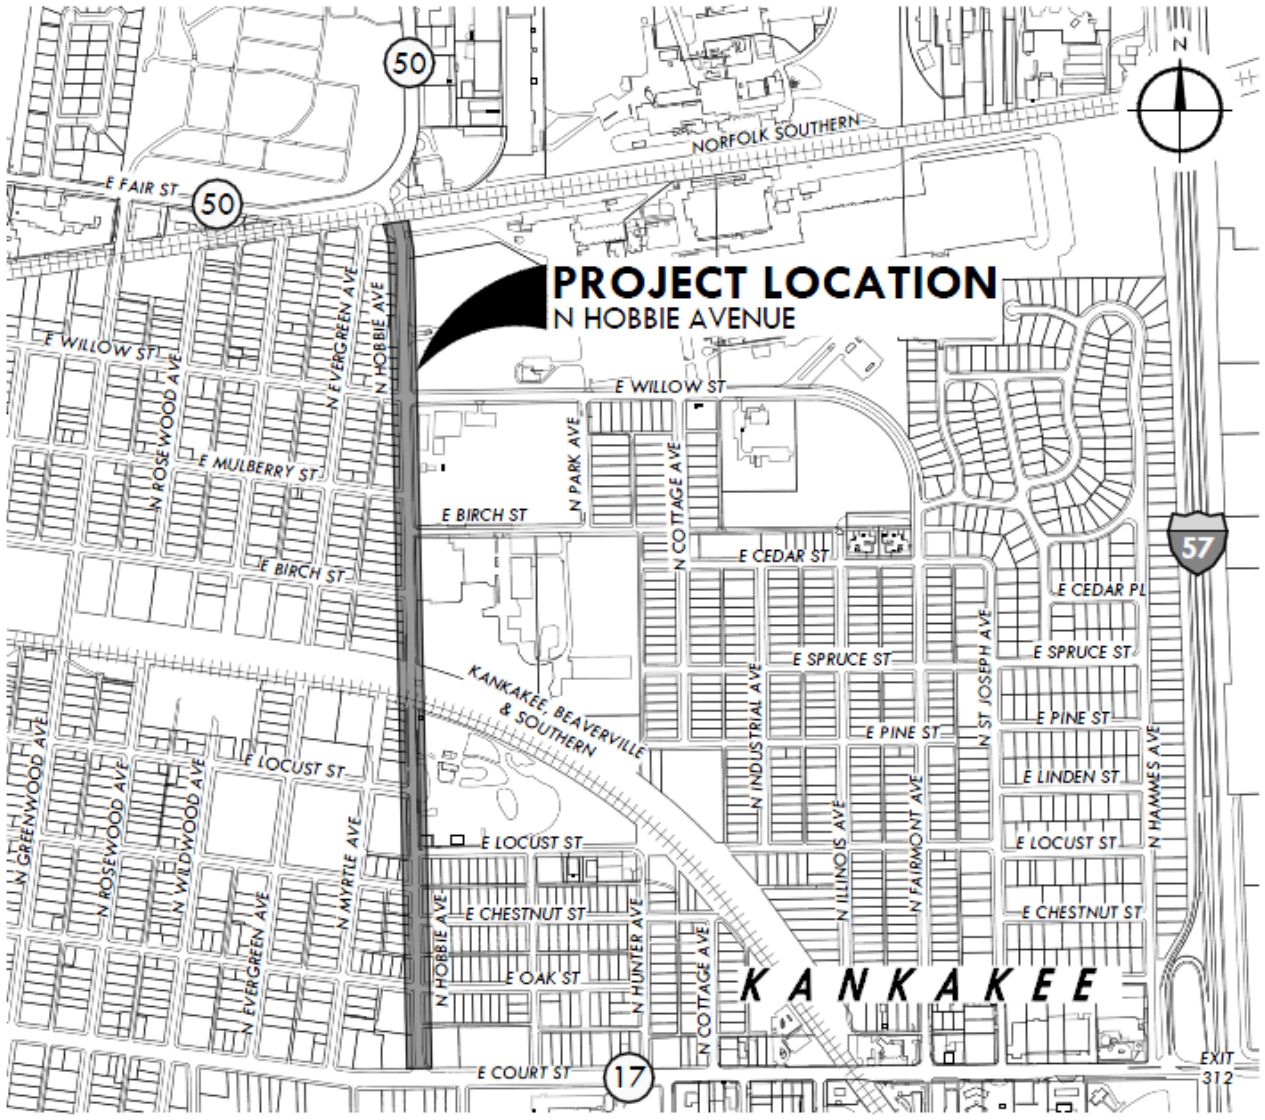 50
N
NORFOLK SOUTHERN
E FAIR ST
50
PROJECT LOCATION
N HOBBIE AVENUE
N EVERGREEN AVE
N HOBBIE AVE
E WILLOW ST
N ROSEWOOD AVE
E WILLOW ST
N PARK AVE
N COTTAGE AVE
E MULBERRY ST
E BIRCH ST
E CEDAR ST
57
E BIRCH ST
E CEDAR PL
N ST JOSEPH AVE
E SPRUCE ST
E SPRUCE ST
KANKAKEE, BEAVERVILLE
& SOUTHERN
N INDUSTRIAL AVE
E PINE ST
E PINE ST
N GREENWOOD AVE
E LOCUST ST
N ROSEWOOD AVE
N WILDWOOD AVE
E LINDEN ST
N HAMMES AVE
N ILLINOIS AVE
N FAIRMONT AVE
N MYRTLE AVE
E LOCUST ST
E LOCUST ST
N EVERGREEN AVE
N HOBBIE AVE
E CHESTNUT ST
N HUNTER AVE
E CHESTNUT ST
E OAK ST
N COTTAGE AVE
KANKAKEE
E COURT ST
17
EXIT
312